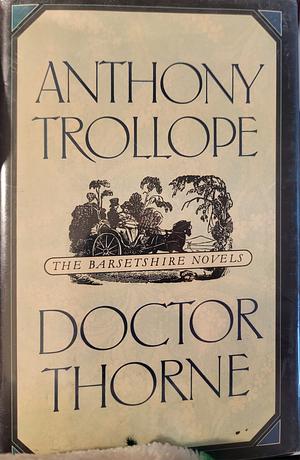 ANTHONY
TROLLOPE
THE BARSETSHIRE NOVELS
DOCTOR
THORNE